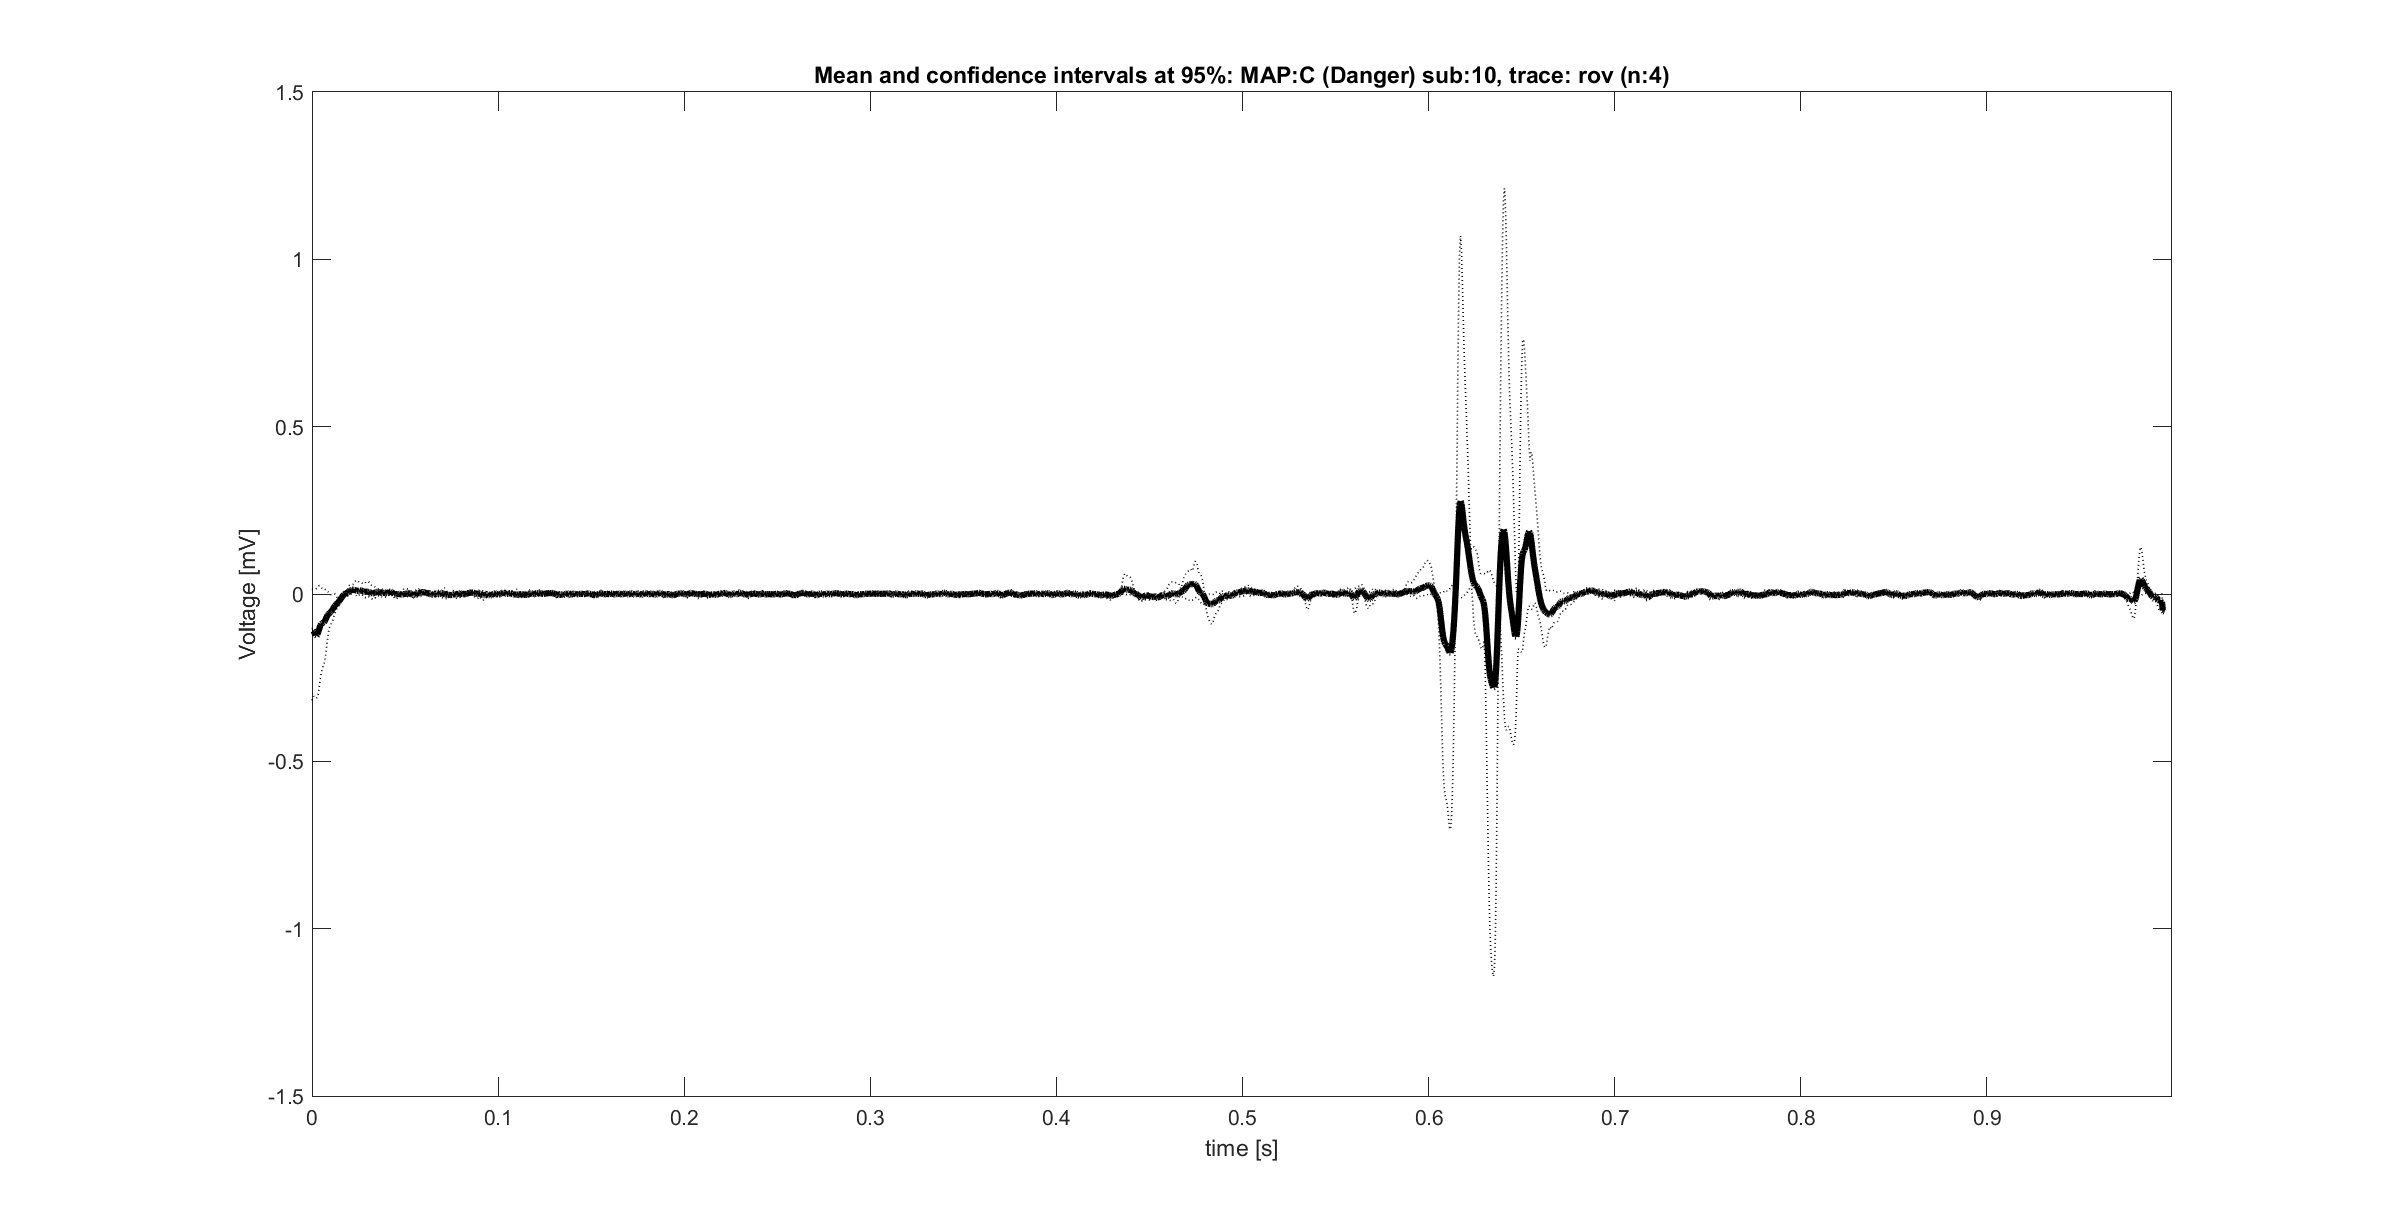 Mean and confidence intervals at 95%: MAP:C (Danger) sub:10, trace: rov (n:4)
1.5
1
0.5
0
-0.5
-1
-1.5
Voltage [mV]
0 0.1 0.2 0.3 0.4 0.5 0.6 0.7 0.8 0.9
time [s]